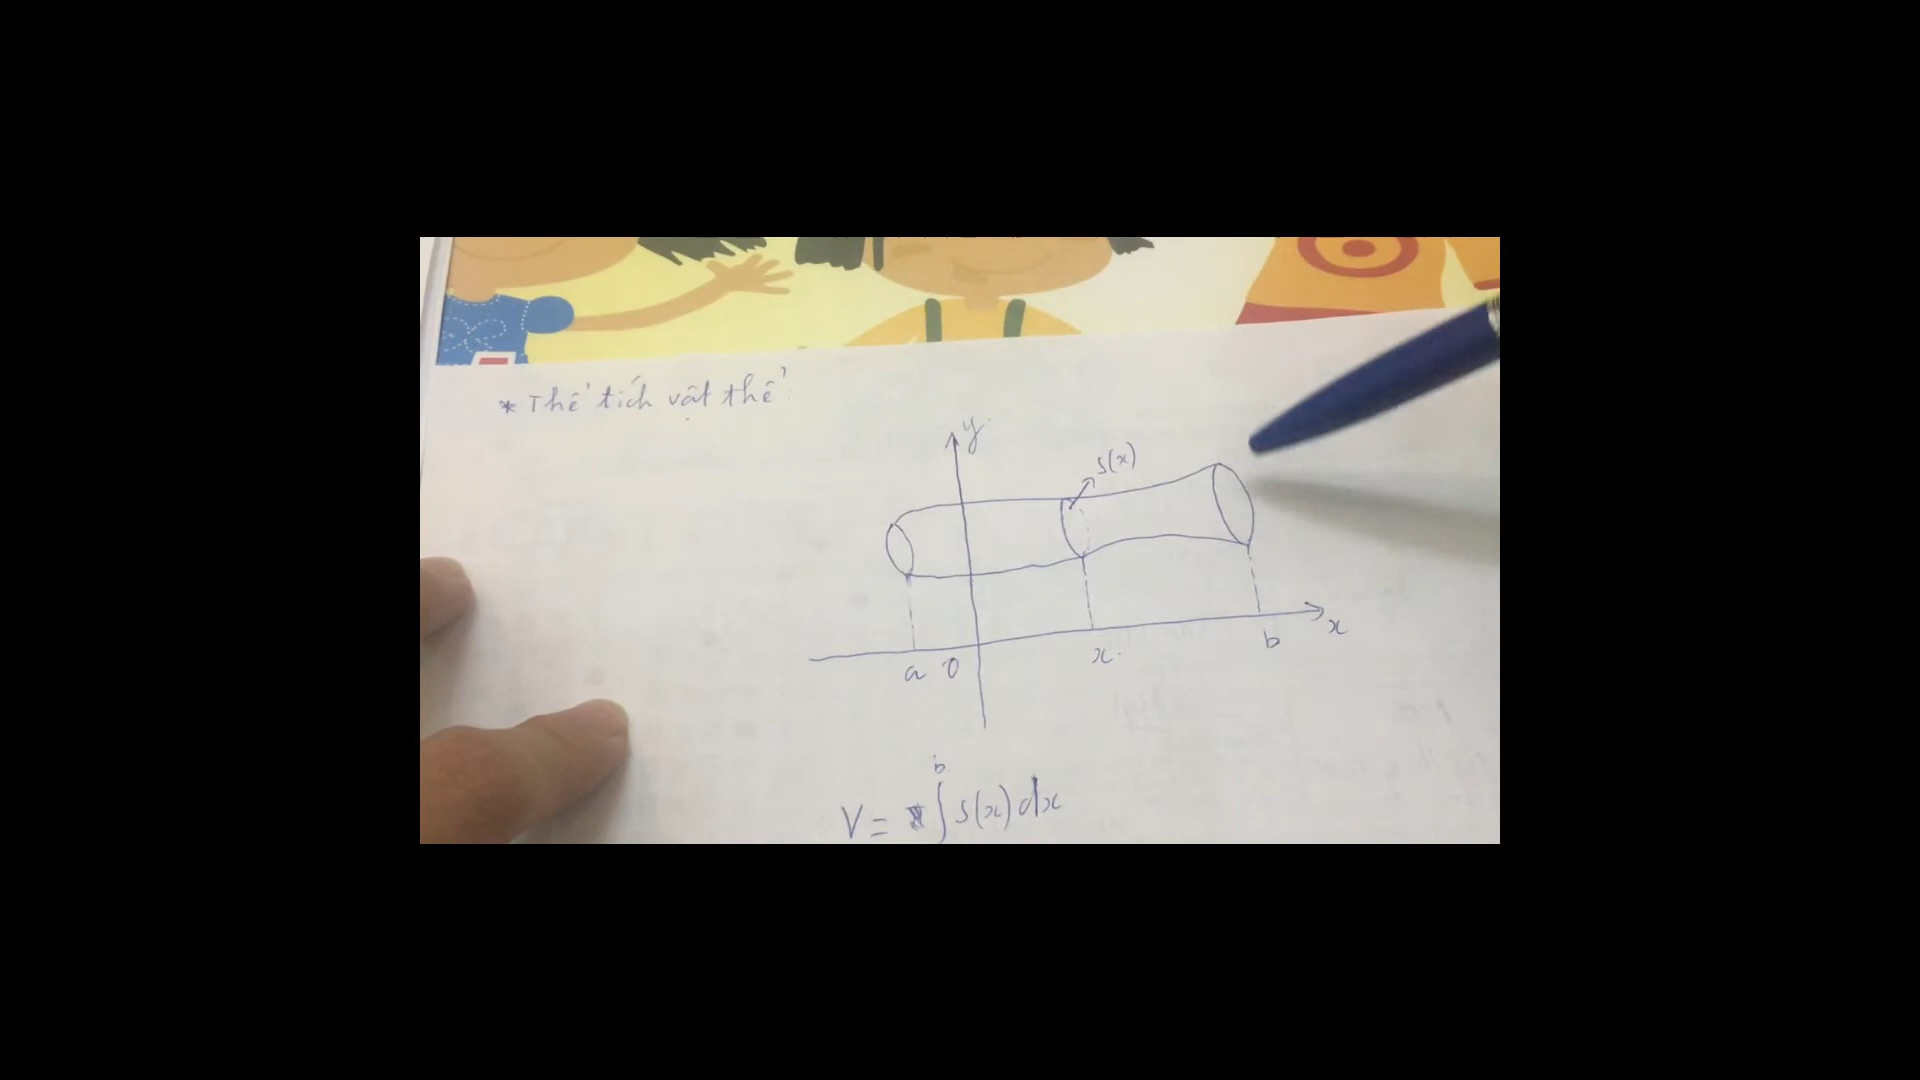 * Thể tích vật thể:
y
S(x)
a 0 x b x
b
V = ∫ S(x) dx